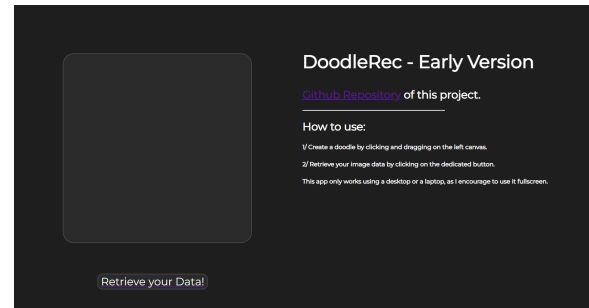 DoodleRec - Early Version
Github Repository of this project.
How to use:
1/ Create a doodle by clicking and dragging on the left canvas.
2/ Retrieve your image data by clicking on the dedicated button.
This app only works using a desktop or a laptop, as I encourage to use it fullscreen.
Retrieve your Data!